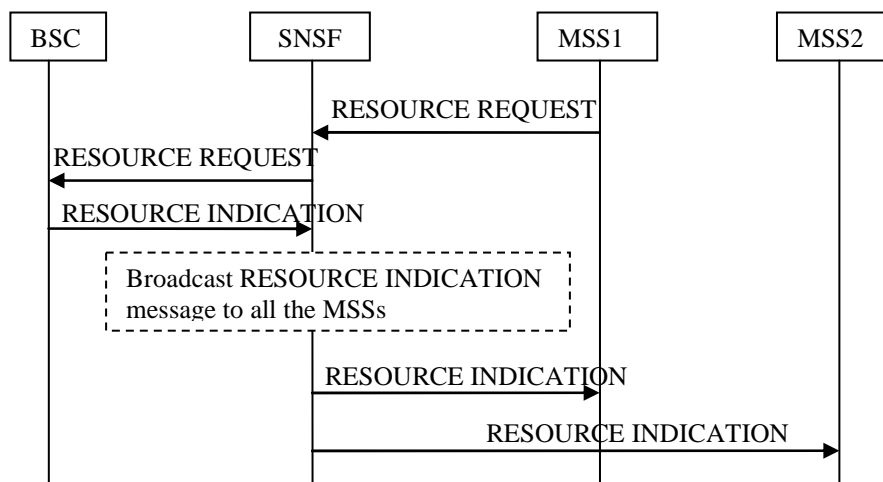 BSC
SNSF
MSS1
MSS2
RESOURCE REQUEST
RESOURCE REQUEST
RESOURCE INDICATION
Broadcast RESOURCE INDICATION
message to all the MSSs
RESOURCE INDICATION
RESOURCE INDICATION